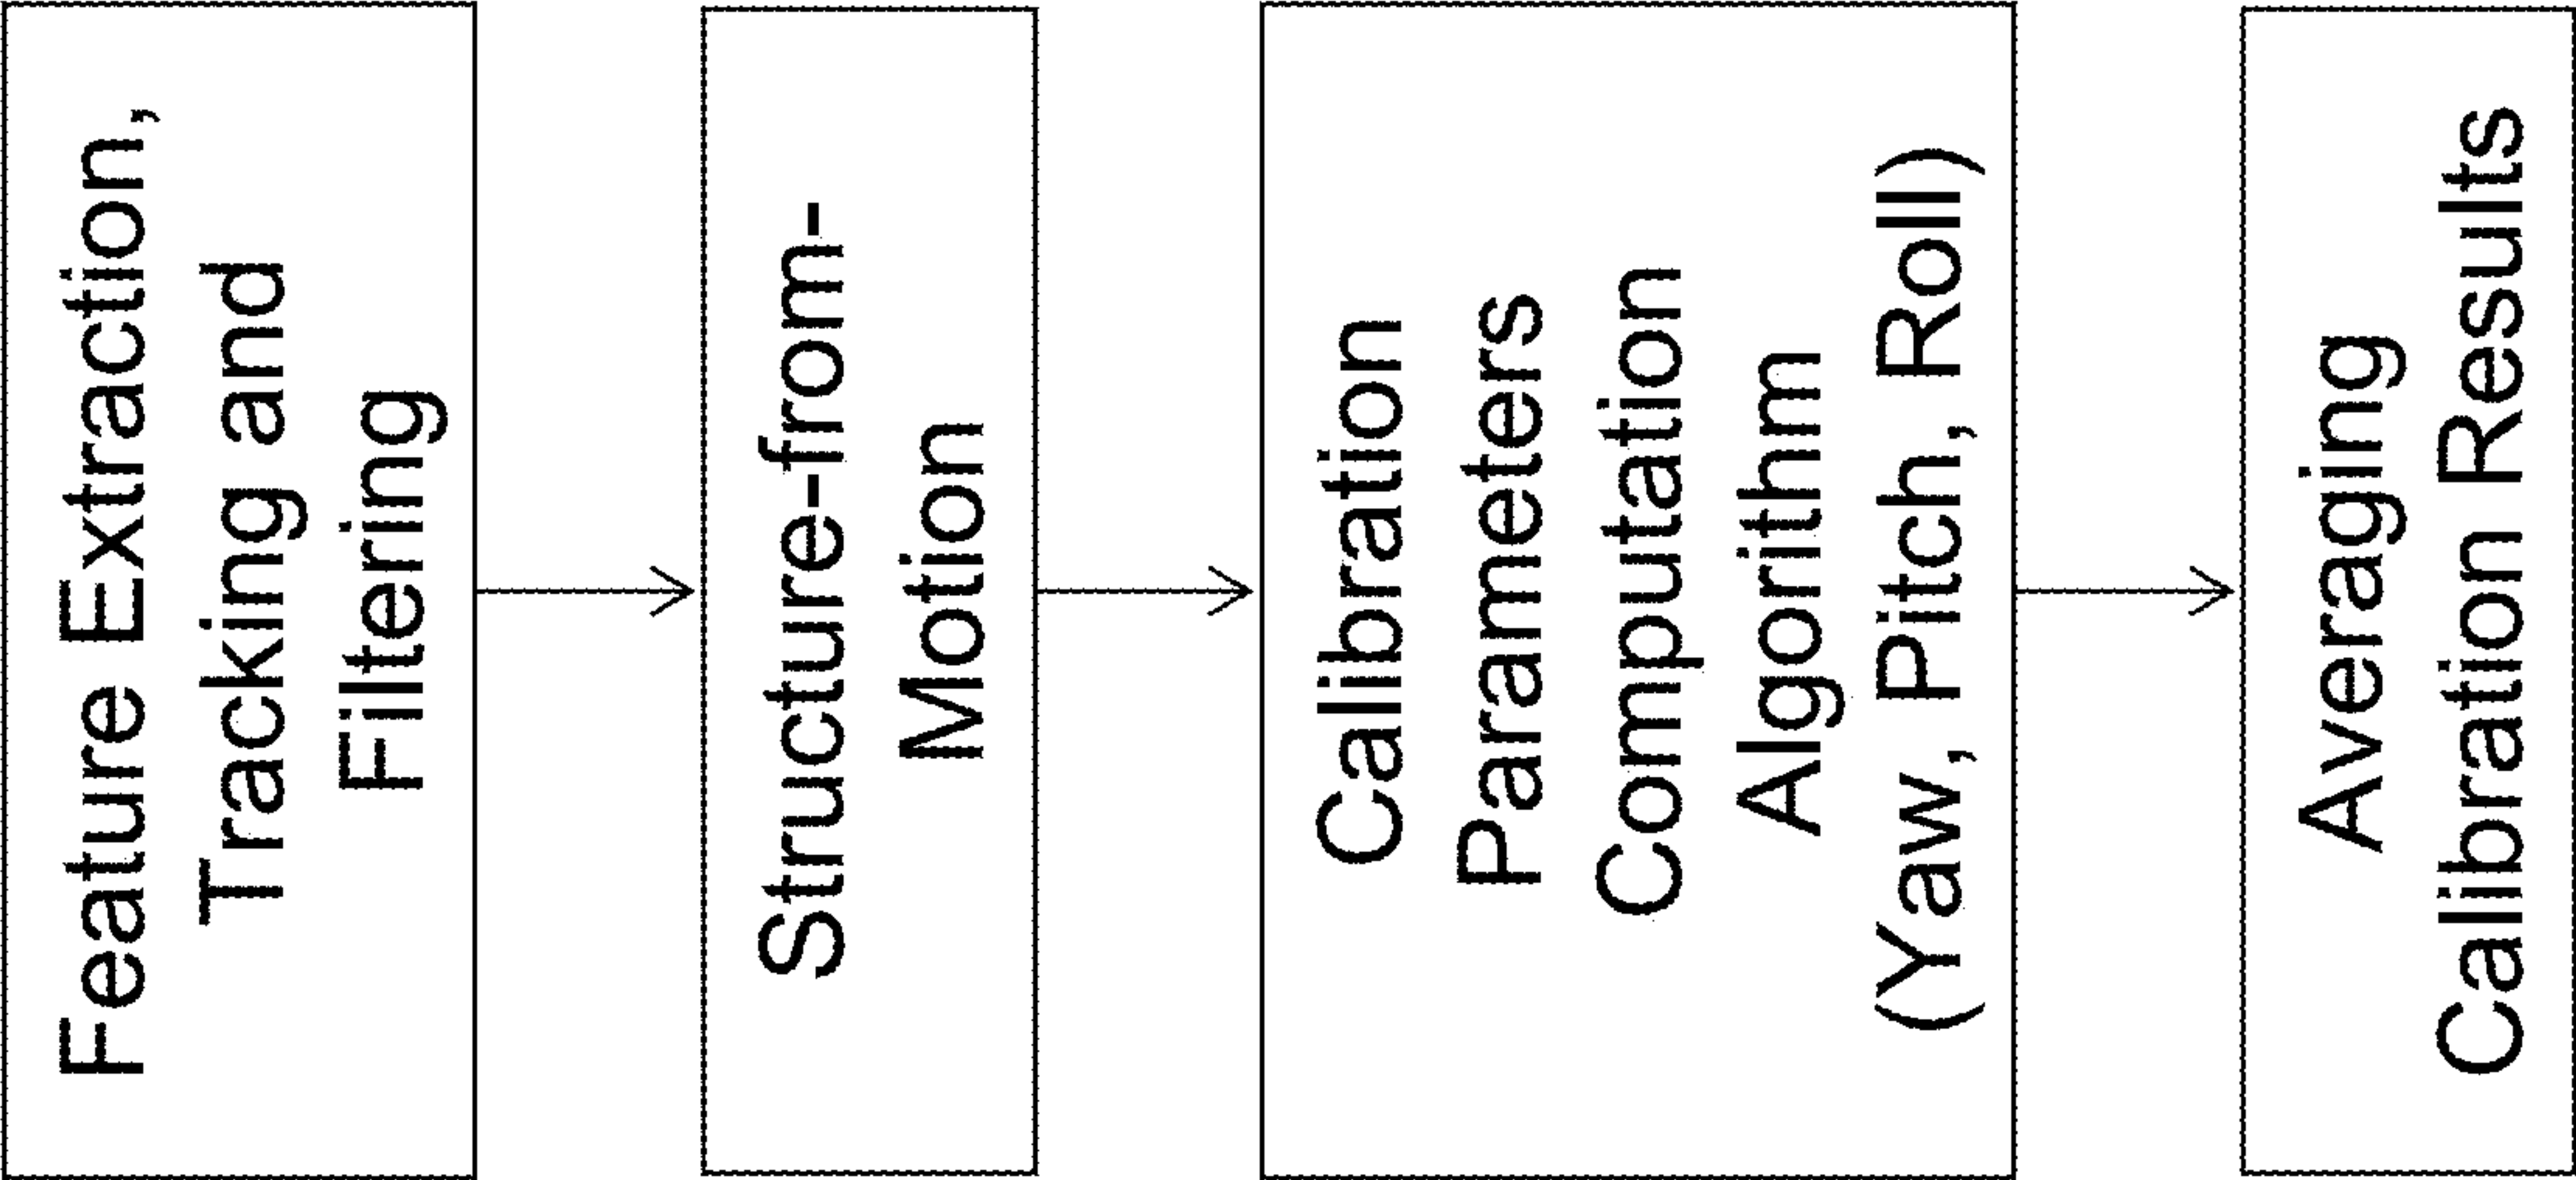 Feature Extraction,
Tracking and
Filtering
Structure-from-
Motion
Calibration
Parameters
Computation
Algorithm
(Yaw, Pitch, Roll)
Averaging
Calibration Results